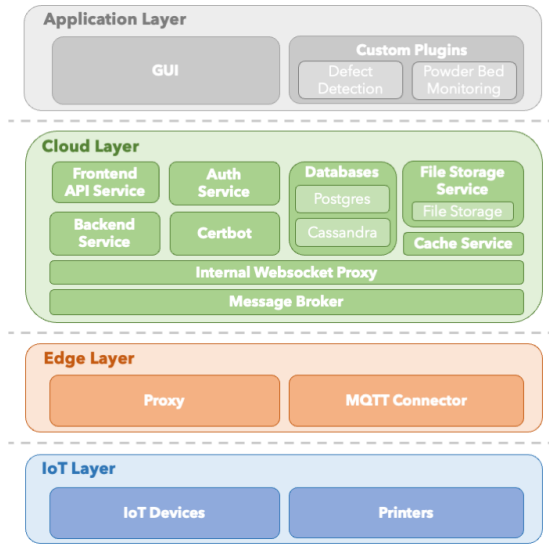 Application Layer
GUI
Custom Plugins
Defect
Detection
Powder Bed
Monitoring
Cloud Layer
Frontend
API Service
Auth
Service
Databases
Postgres
Cassandra
File Storage
Service
File Storage
Backend
Service
Certbot
Cache Service
Internal Websocket Proxy
Message Broker
Edge Layer
Proxy
MQTT Connector
IoT Layer
IoT Devices
Printers